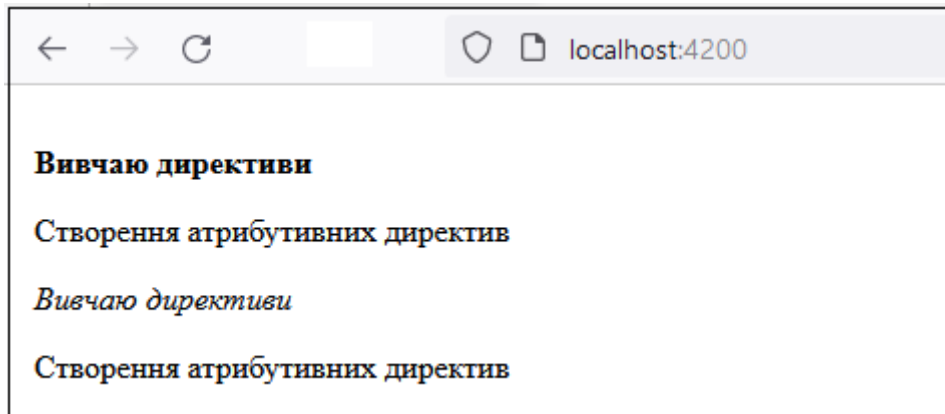 localhost:4200
Вивчаю директиви
Створення атрибутивних директив
Вивчаю директиви
Створення атрибутивних директив